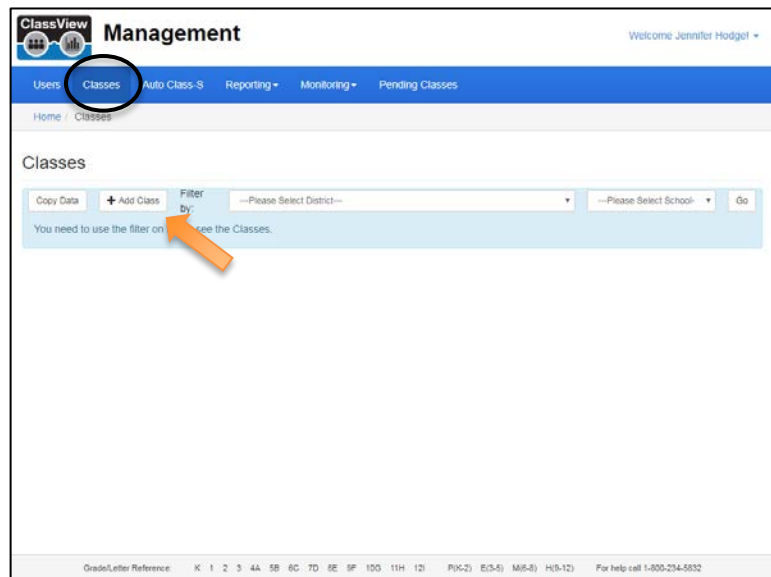 ClassView
Management
Welcome Jennifer Hodge!
Users Classes Auto Class-S Reporting Monitoring Pending Classes
Home / Classes
Classes
Copy Data + Add Class Filter by: ---Please Select District--- ---Please Select School- Go
You need to use the filter on see the Classes.
Grade/Letter Reference: K 1 2 3 4A 5B 6C 7D 8E 9F 10G 11H 12I P(K-2) E(3-5) M(6-8) H(9-12) For help call 1-800-234-5832